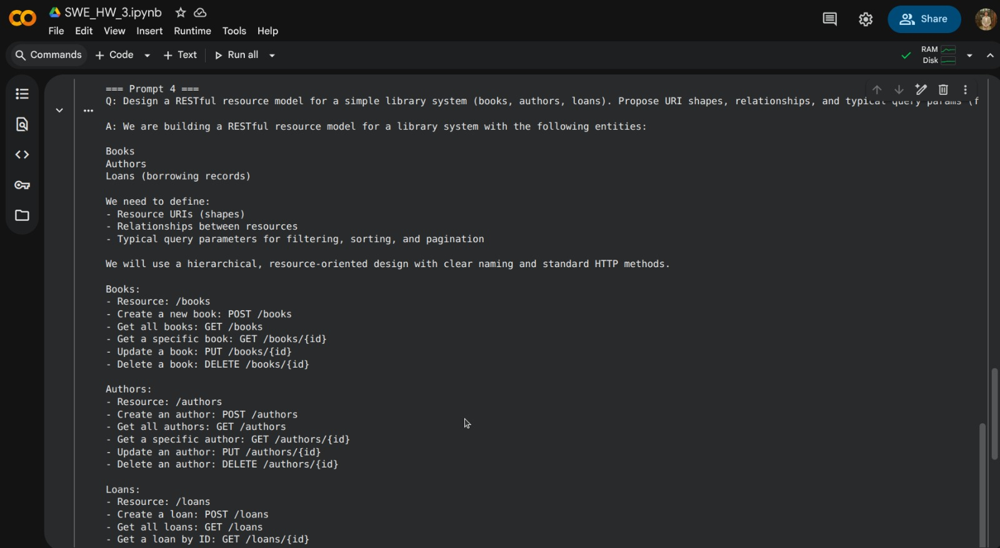 SWE_HW_3.ipynb
File Edit View Insert Runtime Tools Help
Share
Commands + Code + Text Run all
RAM
Disk
=== Prompt 4 ===
Q: Design a RESTful resource model for a simple library system (books, authors, loans). Propose URI shapes, relationships, and typical query params (f
A: We are building a RESTful resource model for a library system with the following entities:
Books
Authors
Loans (borrowing records)
We need to define:
- Resource URIs (shapes)
- Relationships between resources
- Typical query parameters for filtering, sorting, and pagination
We will use a hierarchical, resource-oriented design with clear naming and standard HTTP methods.
Books:
- Resource: /books
- Create a new book: POST /books
- Get all books: GET /books
- Get a specific book: GET /books/{id}
- Update a book: PUT /books/{id}
- Delete a book: DELETE /books/{id}
Authors:
- Resource: /authors
- Create an author: POST /authors
- Get all authors: GET /authors
- Get a specific author: GET /authors/{id}
- Update an author: PUT /authors/{id}
- Delete an author: DELETE /authors/{id}
Loans:
- Resource: /loans
- Create a loan: POST /loans
- Get all loans: GET /loans
- Get a loan by ID: GET /loans/{id}